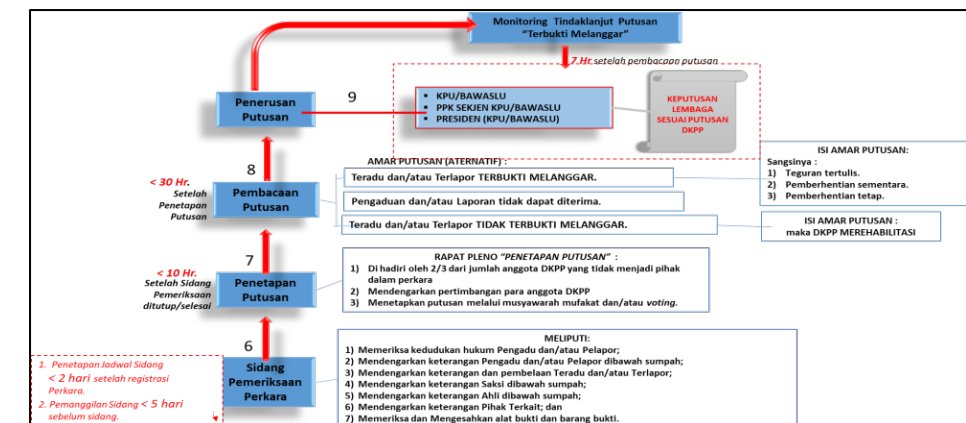 Monitoring Tindaklanjut Putusan
"Terbukti Melanggar"
7 Hr setelah pembacaan putusan
9
Penerusan
Putusan
▪ KPU/BAWASLU
▪ PPK SEKJEN KPU/BAWASLU
▪ PRESIDEN (KPU/BAWASLU)
KEPUTUSAN
LEMBAGA
SESUAI PUTUSAN
DKPP
8
< 30 Hr.
Setelah
Penetapan
Putusan
Pembacaan
Putusan
AMAR PUTUSAN (ATERNATIF) :
Teradu dan/atau Terlapor TERBUKTI MELANGGAR.
Pengaduan dan/atau Laporan tidak dapat diterima.
Teradu dan/atau Terlapor TIDAK TERBUKTI MELANGGAR.
ISI AMAR PUTUSAN:
Sangsinya :
1) Teguran tertulis.
2) Pemberhentian sementara.
3) Pemberhentian tetap.
ISI AMAR PUTUSAN :
maka DKPP MEREHABILITASI
7
< 10 Hr.
Setelah Sidang
Pemeriksaan
ditutup/selesai
Penetapan
Putusan
RAPAT PLENO "PENETAPAN PUTUSAN" :
1) Di hadiri oleh 2/3 dari jumlah anggota DKPP yang tidak menjadi pihak
dalam perkara
2) Mendengarkan pertimbangan para anggota DKPP
3) Menetapkan putusan melalui musyawarah mufakat dan/atau voting.
6
1. Penetapan Jadwal Sidang
< 2 hari setelah registrasi
Perkara.
2. Pemanggilan Sidang < 5 hari
sebelum sidang.
Sidang
Pemeriksaan
Perkara
MELIPUTI:
1) Memeriksa kedudukan hukum Pengadu dan/atau Pelapor;
2) Mendengarkan keterangan Pengadu dan/atau Pelapor dibawah sumpah;
3) Mendengarkan keterangan dan pembelaan Teradu dan/atau Terlapor;
4) Mendengarkan keterangan Saksi dibawah sumpah;
5) Mendengarkan keterangan Ahli dibawah sumpah;
6) Mendengarkan keterangan Pihak Terkait; dan
7) Memeriksa dan Mengesahkan alat bukti dan barang bukti.